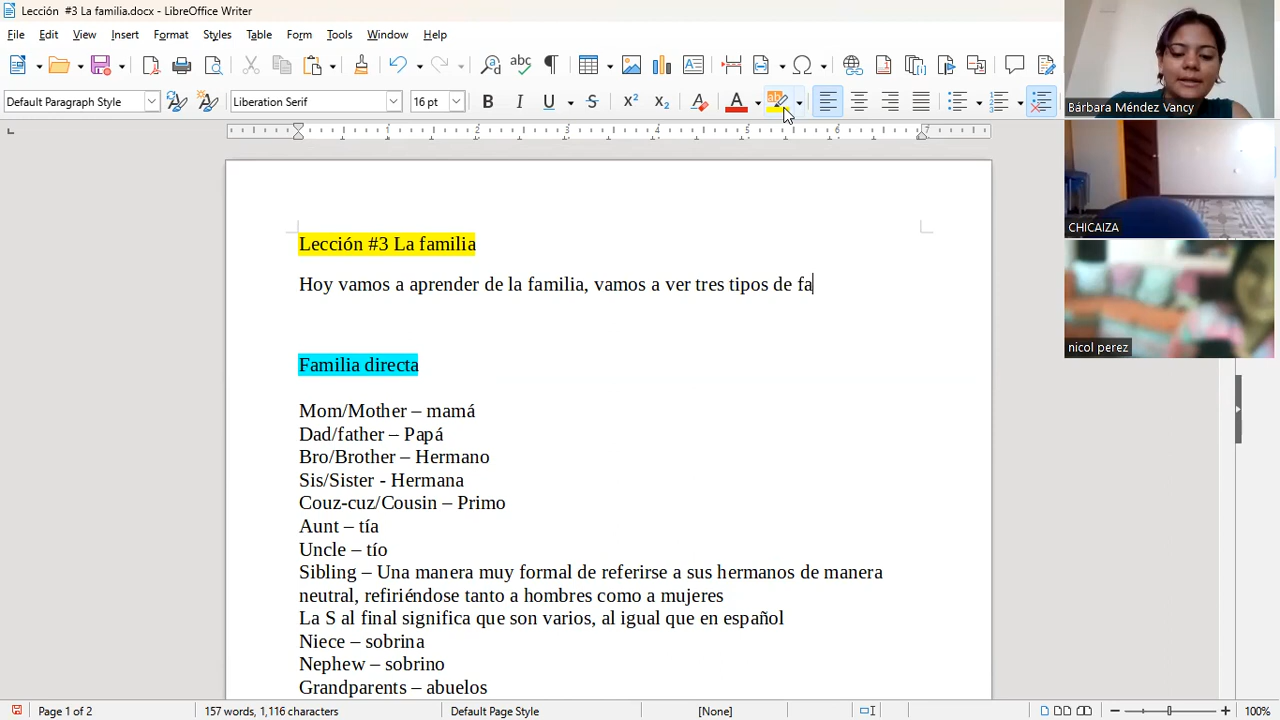 Lección #3 La familia.docx - LibreOffice Writer
File Edit View Insert Format Styles Table Form Tools Window Help
Default Paragraph Style Liberation Serif 16 pt
Lección #3 La familia
Hoy vamos a aprender de la familia, vamos a ver tres tipos de fa
Familia directa
Mom/Mother – mamá
Dad/father – Papá
Bro/Brother – Hermano
Sis/Sister - Hermana
Couz-cuz/Cousin – Primo
Aunt – tía
Uncle – tío
Sibling – Una manera muy formal de referirse a sus hermanos de manera
neutral, refiriéndose tanto a hombres como a mujeres
La S al final significa que son varios, al igual que en español
Niece – sobrina
Nephew – sobrino
Grandparents – abuelos
Bárbara Méndez Vancy
CHICAIZA
nicol perez
Page 1 of 2 157 words, 1,116 characters Default Page Style [None] 100%